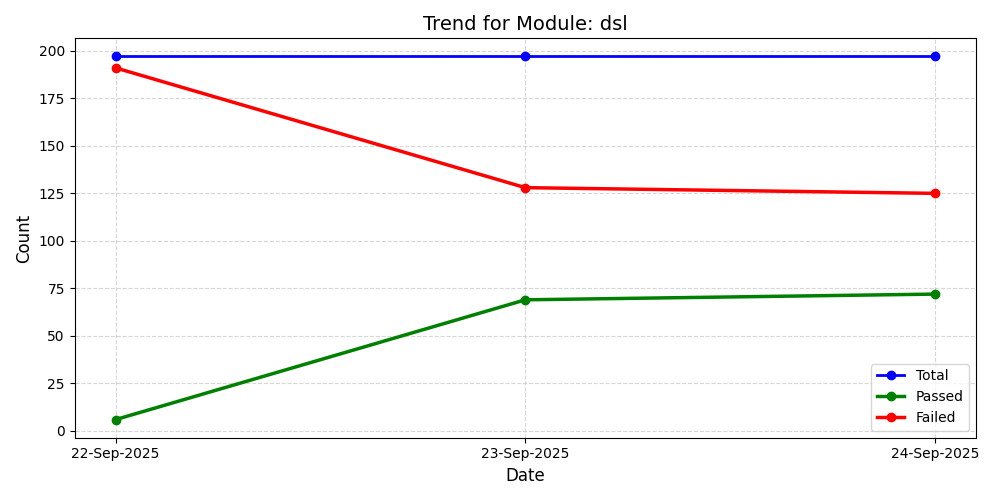 Trend for Module: dsl
Count
200
175
150
125
100
75
50
25
0
Total
Passed
Failed
22-Sep-2025 23-Sep-2025 24-Sep-2025
Date